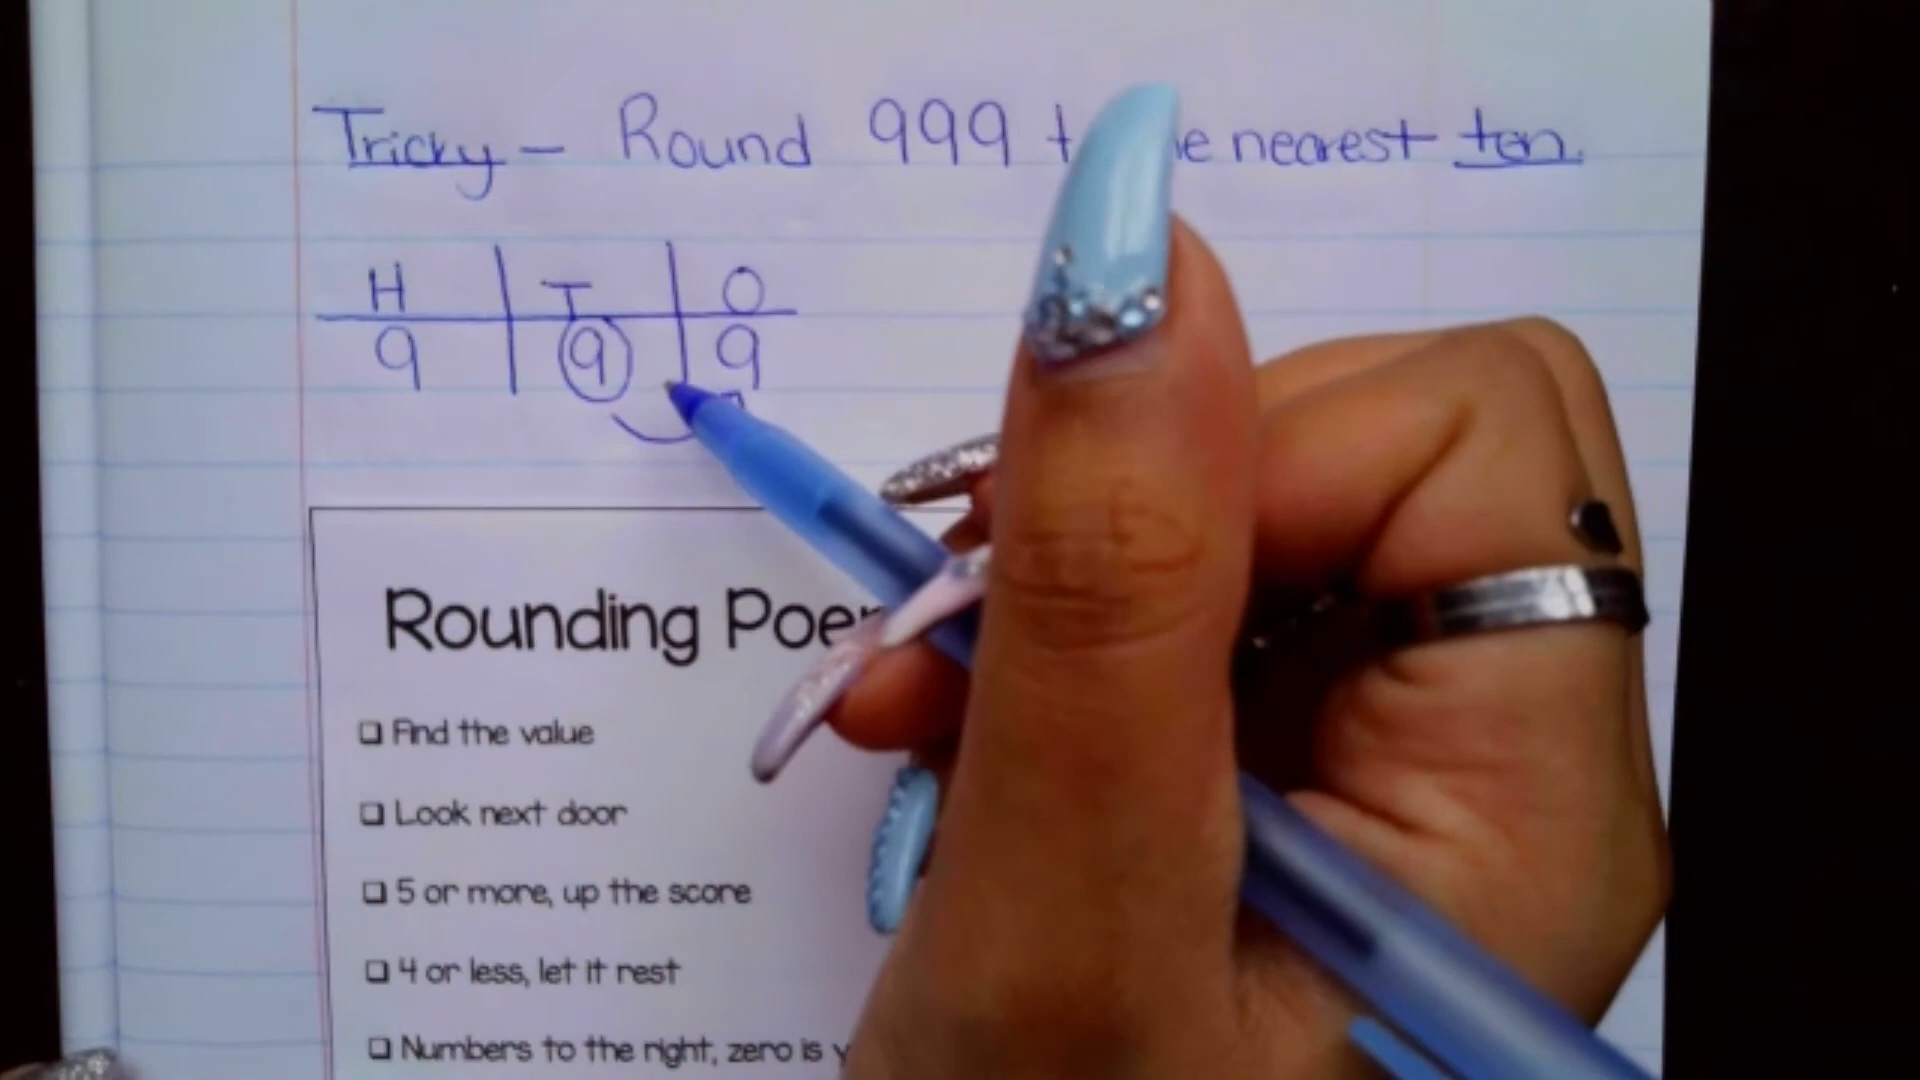 Tricky - Round 999 nearest ten.
H T O
9 9 9
Rounding
Find the value
Look next door
5 or more, up the score
4 or less, let it rest
Numbers to the right, zero is